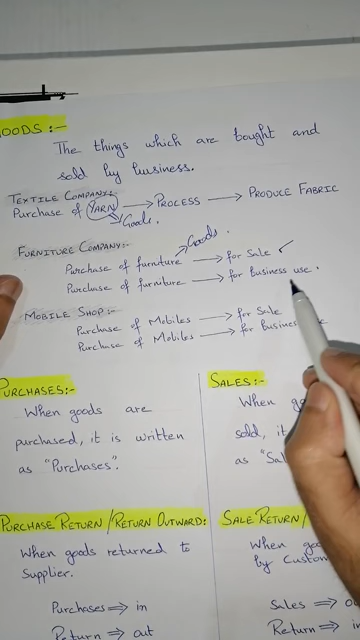 GOODS:-
The things which are bought and
sold by business.
TEXTILE COMPANY:-
Purchase of YARN → PROCESS → PRODUCE FABRIC
Goods.
FURNITURE COMPANY:-
Goods.
Purchase of furniture → for Sale ✓
Purchase of furniture → for Business use.
MOBILE SHOP:-
Purchase of Mobiles → for Sale
Purchase of Mobiles → for Business
PURCHASES:-
When goods are
purchased, it is written
as "Purchases".
SALES:-
When
sold, it
as
PURCHASE RETURN/RETURN OUTWARD:
When goods returned to
Supplier.
Purchases ⇒ in
Return ⇒ out
SALE RETURN/
When
by
Sales ⇒
Return ⇒